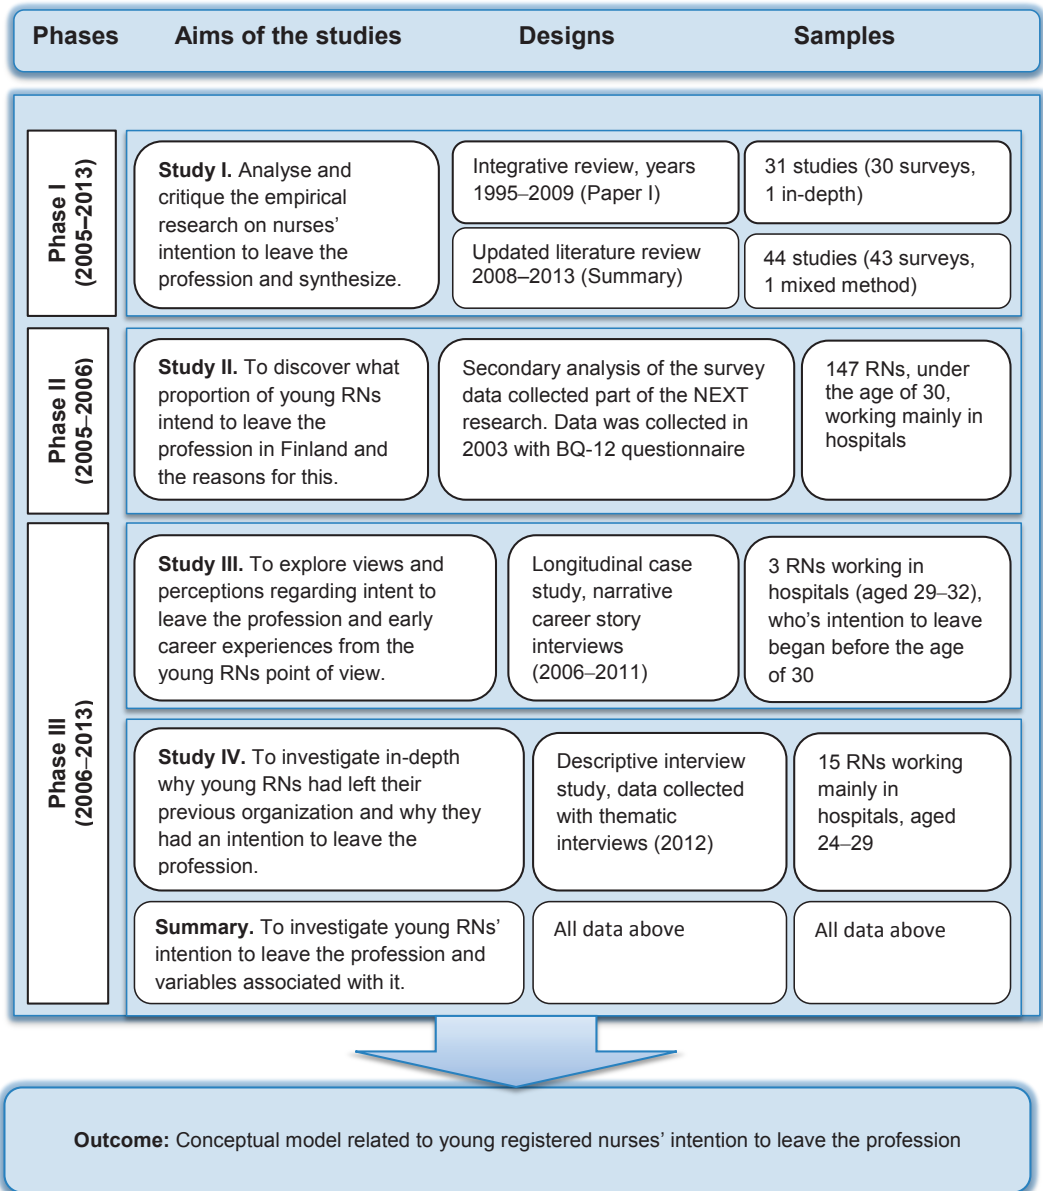 Phases Aims of the studies Designs Samples
Phase I
(2005–2013)
Study I. Analyse and
critique the empirical
research on nurses’
intention to leave the
profession and synthesize.
Integrative review, years
1995–2009 (Paper I)
31 studies (30 surveys,
1 in-depth)
Updated literature review
2008–2013 (Summary)
44 studies (43 surveys,
1 mixed method)
Phase II
(2005–2006)
Study II. To discover what
proportion of young RNs
intend to leave the
profession in Finland and
the reasons for this.
Secondary analysis of the survey
data collected part of the NEXT
research. Data was collected in
2003 with BQ-12 questionnaire
147 RNs, under
the age of 30,
working mainly in
hospitals
Phase III
(2006–2013)
Study III. To explore views and
perceptions regarding intent to
leave the profession and early
career experiences from the
young RNs point of view.
Longitudinal case
study, narrative
career story
interviews
(2006–2011)
3 RNs working in
hospitals (aged 29–32),
who’s intention to leave
began before the age
of 30
Study IV. To investigate in-depth
why young RNs had left their
previous organization and why they
had an intention to leave the
profession.
Descriptive interview
study, data collected
with thematic
interviews (2012)
15 RNs working
mainly in
hospitals, aged
24–29
Summary. To investigate young RNs’
intention to leave the profession and
variables associated with it.
All data above
All data above
Outcome: Conceptual model related to young registered nurses’ intention to leave the profession